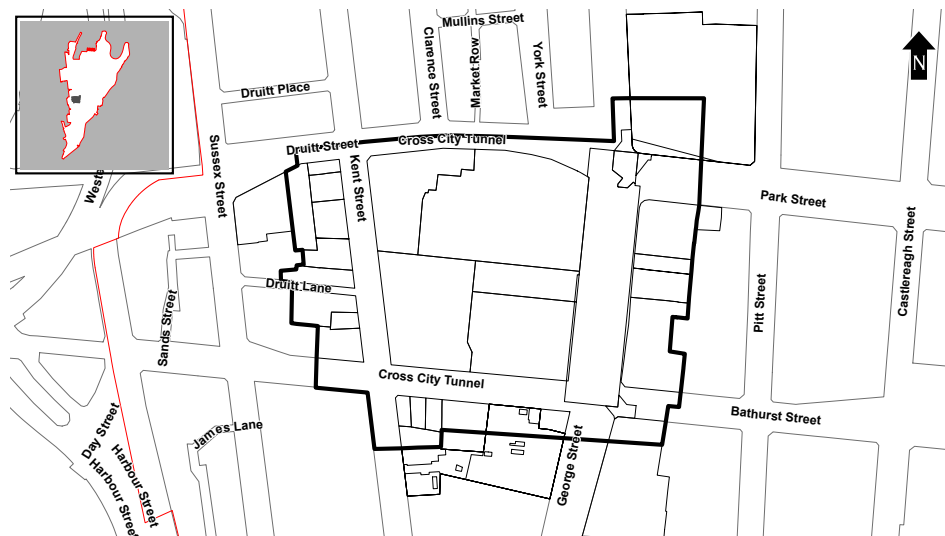 Mullins Street
N
Clarence Street
Market Row
York Street
Druitt Place
Cross City Tunnel
Druitt Street
Sussex Street
Kent Street
Weste
Park Street
Castlereagh Street
Druitt Lane
Pitt Street
Sands Street
Cross City Tunnel
Bathurst Street
Day Street
James Lane
George Street
Harbour Street
Harbour Street